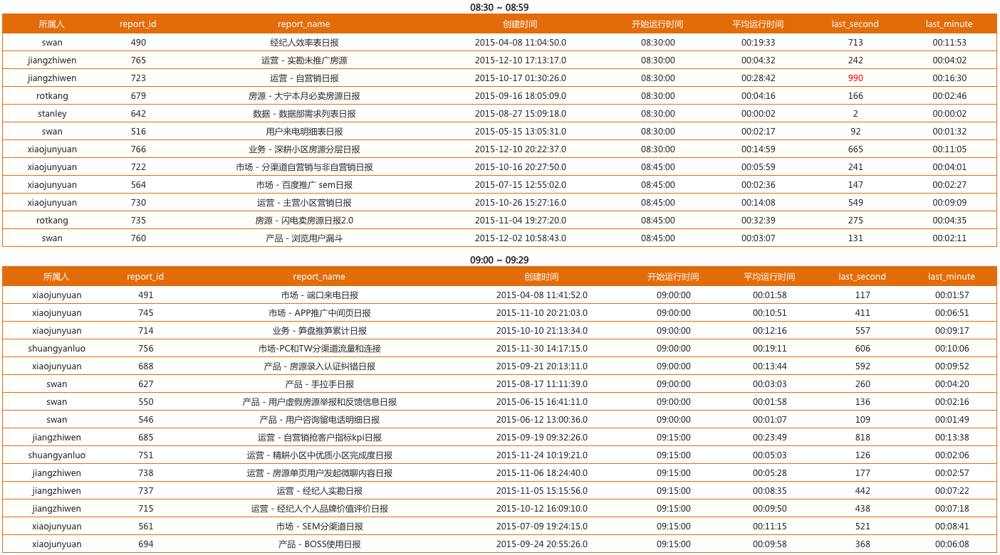 08:30 ~ 08:59
所属人 report_id report_name 创建时间 开始运行时间 平均运行时间 last_second last_minute
swan 490 经纪人效率表日报 2015-04-08 11:04:50.0 08:30:00 00:19:33 713 00:11:53
jiangzhiwen 765 运营 - 实勘未推广房源 2015-12-10 17:13:17.0 08:30:00 00:04:32 242 00:04:02
jiangzhiwen 723 运营 - 自营销日报 2015-10-17 01:30:26.0 08:30:00 00:28:42 990 00:16:30
rotkang 679 房源 - 大宁本月必卖房源日报 2015-09-16 18:05:09.0 08:30:00 00:04:16 166 00:02:46
stanley 642 数据 - 数据部需求列表日报 2015-08-27 15:09:18.0 08:30:00 00:00:02 2 00:00:02
swan 516 用户来电明细表日报 2015-05-15 13:05:31.0 08:30:00 00:02:17 92 00:01:32
xiaojunyuan 766 业务 - 深耕小区房源分层日报 2015-12-10 20:22:37.0 08:30:00 00:14:59 665 00:11:05
xiaojunyuan 722 市场 - 分渠道自营销与非自营销日报 2015-10-16 20:27:50.0 08:45:00 00:05:59 241 00:04:01
xiaojunyuan 564 市场 - 百度推广 sem日报 2015-07-15 12:55:02.0 08:45:00 00:02:36 147 00:02:27
xiaojunyuan 730 运营 - 主营小区营销日报 2015-10-26 15:27:16.0 08:45:00 00:14:08 549 00:09:09
rotkang 735 房源 - 闪电卖房源日报2.0 2015-11-04 19:27:20.0 08:45:00 00:32:39 275 00:04:35
swan 760 产品 - 浏览用户漏斗 2015-12-02 10:58:43.0 08:45:00 00:03:07 131 00:02:11
09:00 ~ 09:29
所属人 report_id report_name 创建时间 开始运行时间 平均运行时间 last_second last_minute
xiaojunyuan 491 市场 - 端口来电日报 2015-04-08 11:41:52.0 09:00:00 00:01:58 117 00:01:57
xiaojunyuan 745 市场 - APP推广中间页日报 2015-11-10 20:21:03.0 09:00:00 00:10:51 411 00:06:51
xiaojunyuan 714 业务 - 笋盘推笋累计日报 2015-10-10 21:13:34.0 09:00:00 00:12:16 557 00:09:17
shuangyanluo 756 市场-PC和TW分渠道流量和连接 2015-11-30 14:17:15.0 09:00:00 00:19:11 606 00:10:06
xiaojunyuan 688 产品 - 房源录入认证纠错日报 2015-09-21 20:13:11.0 09:00:00 00:13:44 592 00:09:52
swan 627 产品 - 手拉手日报 2015-08-17 11:11:39.0 09:00:00 00:03:03 260 00:04:20
swan 550 产品 - 用户虚假房源举报和反馈信息日报 2015-06-15 16:41:11.0 09:00:00 00:01:58 136 00:02:16
swan 546 产品 - 用户咨询留电话明细日报 2015-06-12 13:00:36.0 09:00:00 00:01:07 109 00:01:49
jiangzhiwen 685 运营 - 自营销抢客户指标kpi日报 2015-09-19 09:32:26.0 09:15:00 00:23:49 818 00:13:38
shuangyanluo 751 运营 - 精耕小区中优质小区完成度日报 2015-11-24 10:19:21.0 09:15:00 00:05:03 126 00:02:06
jiangzhiwen 738 运营 - 房源单页用户发起微聊内容日报 2015-11-06 18:24:40.0 09:15:00 00:05:28 177 00:02:57
jiangzhiwen 737 运营 - 经纪人实勘日报 2015-11-05 15:15:56.0 09:15:00 00:08:35 442 00:07:22
jiangzhiwen 715 运营 - 经纪人个人品牌价值评价日报 2015-10-12 16:09:10.0 09:15:00 00:09:50 438 00:07:18
xiaojunyuan 561 市场 - SEM分渠道日报 2015-07-09 19:24:15.0 09:15:00 00:11:15 521 00:08:41
xiaojunyuan 694 产品 - BOSS使用日报 2015-09-24 20:55:26.0 09:15:00 00:09:58 368 00:06:08